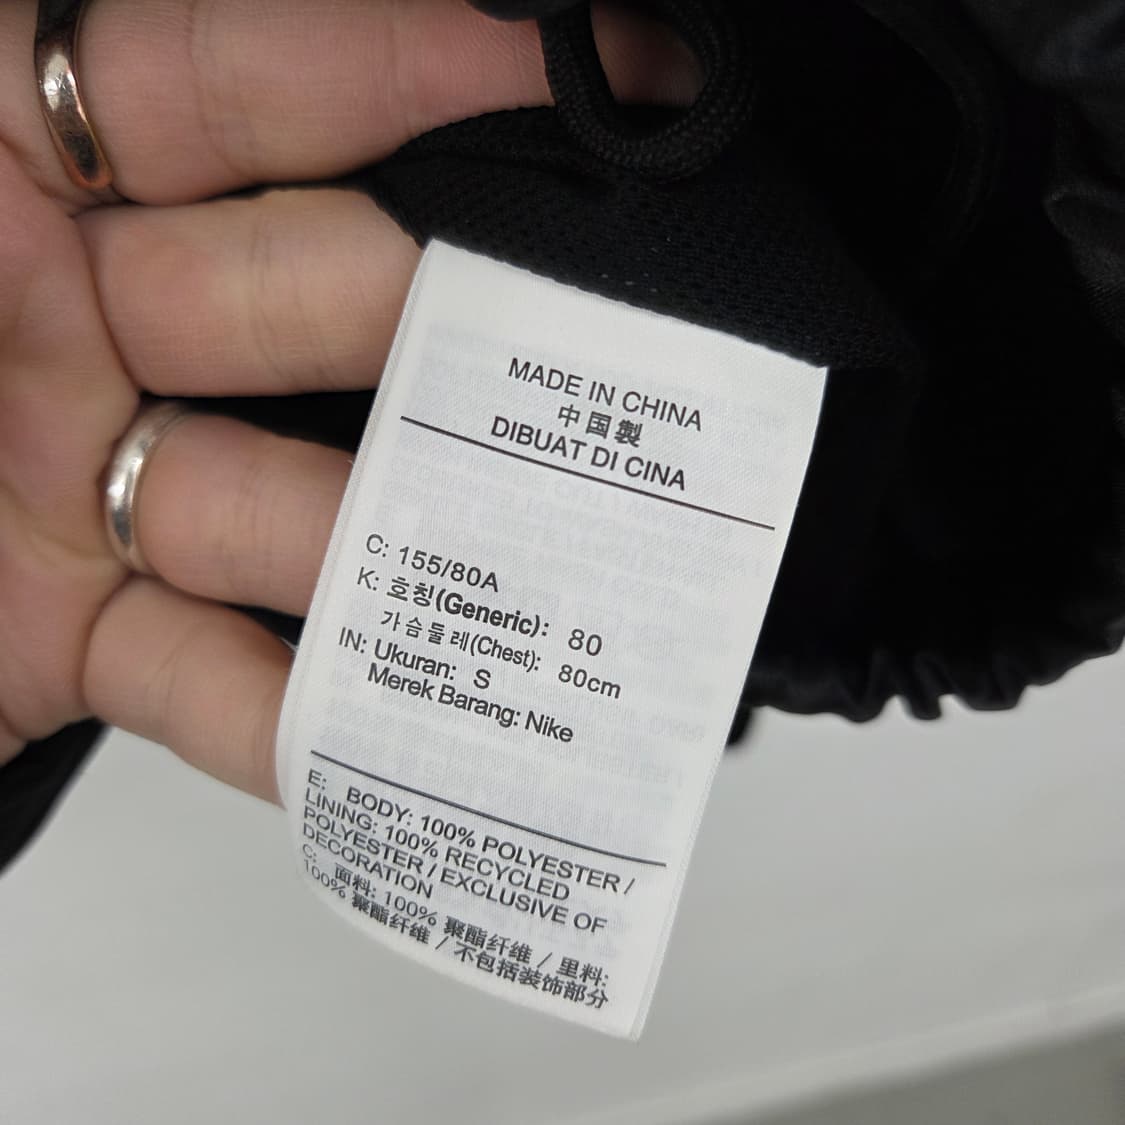 MADE IN CHINA
中国製
DIBUAT DI CINA
C: 155/80A
K: 호칭(Generic): 80
가슴둘레(Chest): 80cm
IN: Ukuran: S
Merek Barang: Nike
E: BODY: 100% POLYESTER /
LINING: 100% RECYCLED
POLYESTER / EXCLUSIVE OF
DECORATION
C: 面料: 100% 聚酯纤维 / 里料:
100% 聚酯纤维 / 不包括装饰部分